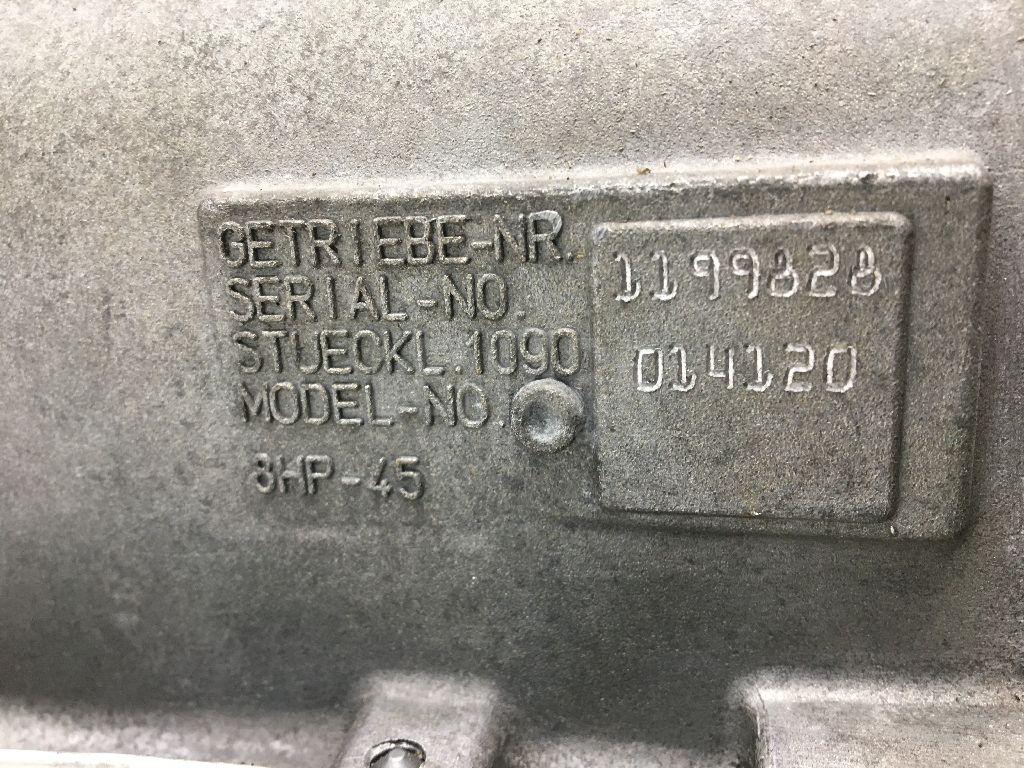 GETRIEBE-NR.
SERIAL-NO. 1199828
STUECKL.1090
MODEL-NO. 014120
8HP-45